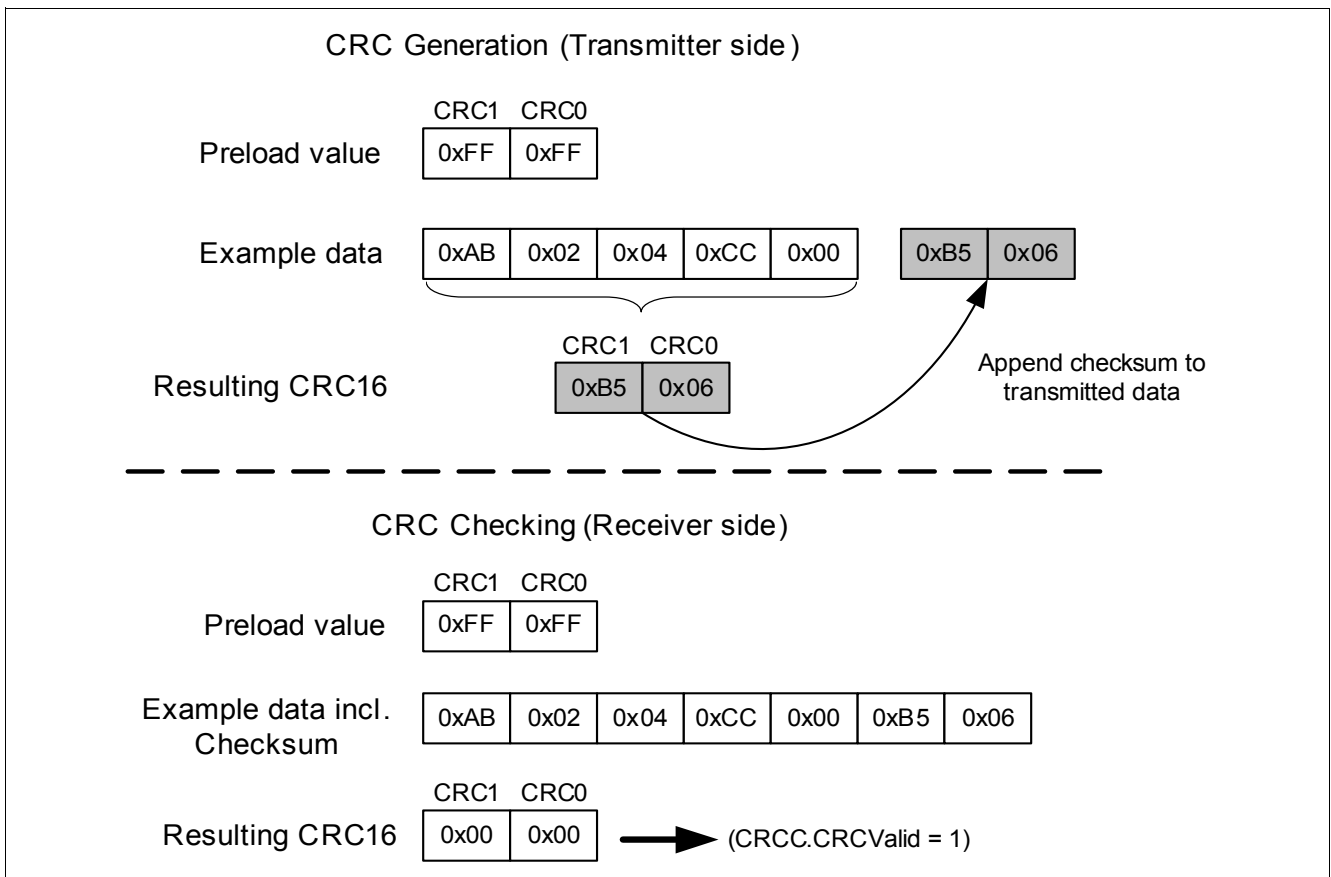 CRC Generation (Transmitter side)
CRC1 CRC0
Preload value 0xFF 0xFF
Example data 0xAB 0x02 0x04 0xCC 0x00 0xB5 0x06
CRC1 CRC0
Resulting CRC16 0xB5 0x06
Append checksum to
transmitted data
CRC Checking (Receiver side)
CRC1 CRC0
Preload value 0xFF 0xFF
Example data incl.
Checksum
0xAB 0x02 0x04 0xCC 0x00 0xB5 0x06
CRC1 CRC0
Resulting CRC16 0x00 0x00 (CRCC.CRCValid = 1)